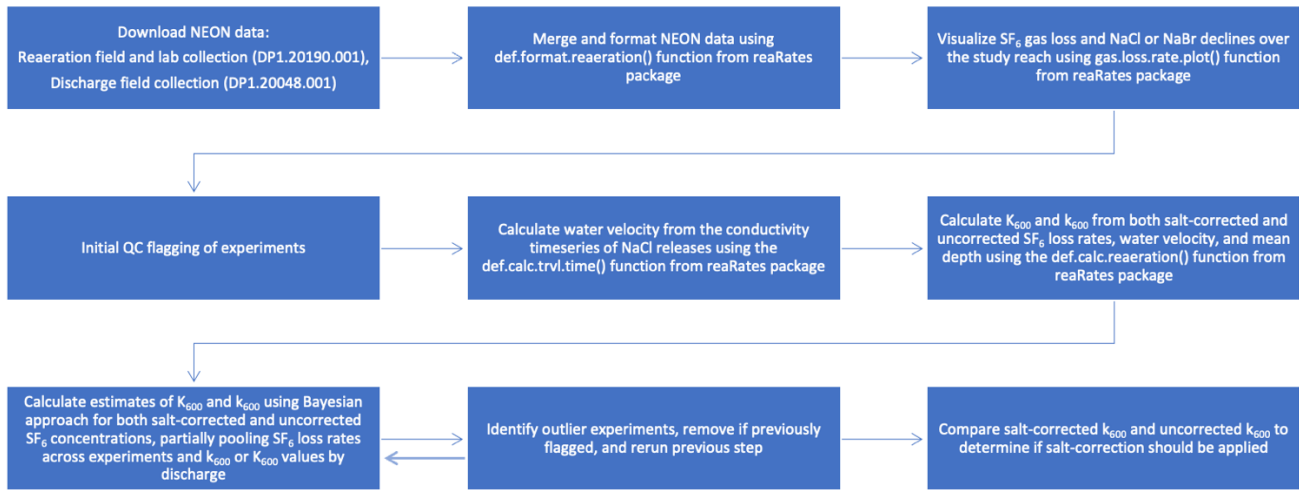 Download NEON data:
Reaeration field and lab collection (DP1.20190.001),
Discharge field collection (DP1.20048.001)
Merge and format NEON data using
def.format.reaeration() function from reaRates
package
Visualize SF₆ gas loss and NaCl or NaBr declines over
the study reach using gas.loss.rate.plot() function
from reaRates package
Initial QC flagging of experiments
Calculate water velocity from the conductivity
timeseries of NaCl releases using the
def.calc.trvl.time() function from reaRates package
Calculate K₆₀₀ and k₆₀₀ from both salt-corrected and
uncorrected SF₆ loss rates, water velocity, and mean
depth using the def.calc.reaeration() function from
reaRates package
Calculate estimates of K₆₀₀ and k₆₀₀ using Bayesian
approach for both salt-corrected and uncorrected
SF₆ concentrations, partially pooling SF₆ loss rates
across experiments and k₆₀₀ or K₆₀₀ values by
discharge
Identify outlier experiments, remove if previously
flagged, and rerun previous step
Compare salt-corrected k₆₀₀ and uncorrected k₆₀₀ to
determine if salt-correction should be applied